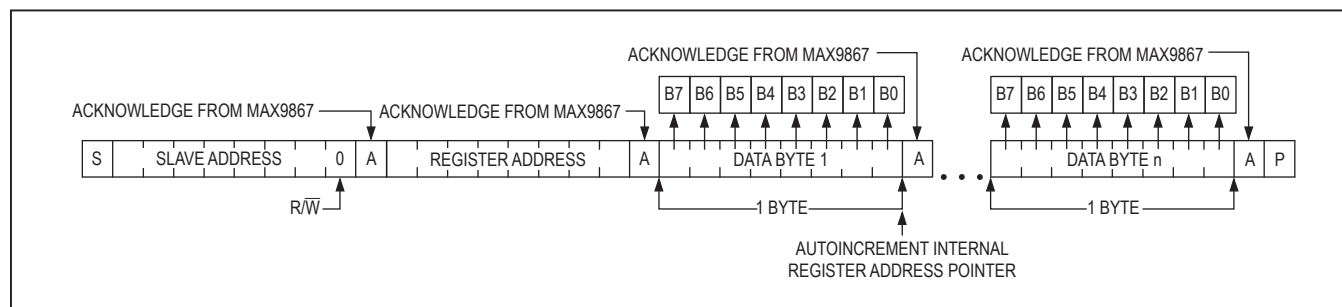 ACKNOWLEDGE FROM MAX9867
ACKNOWLEDGE FROM MAX9867
B7 B6 B5 B4 B3 B2 B1 B0
B7 B6 B5 B4 B3 B2 B1 B0
ACKNOWLEDGE FROM MAX9867
ACKNOWLEDGE FROM MAX9867
S SLAVE ADDRESS 0 A REGISTER ADDRESS A DATA BYTE 1 A ... DATA BYTE n A P
R/W̅
1 BYTE
1 BYTE
AUTOINCREMENT INTERNAL
REGISTER ADDRESS POINTER